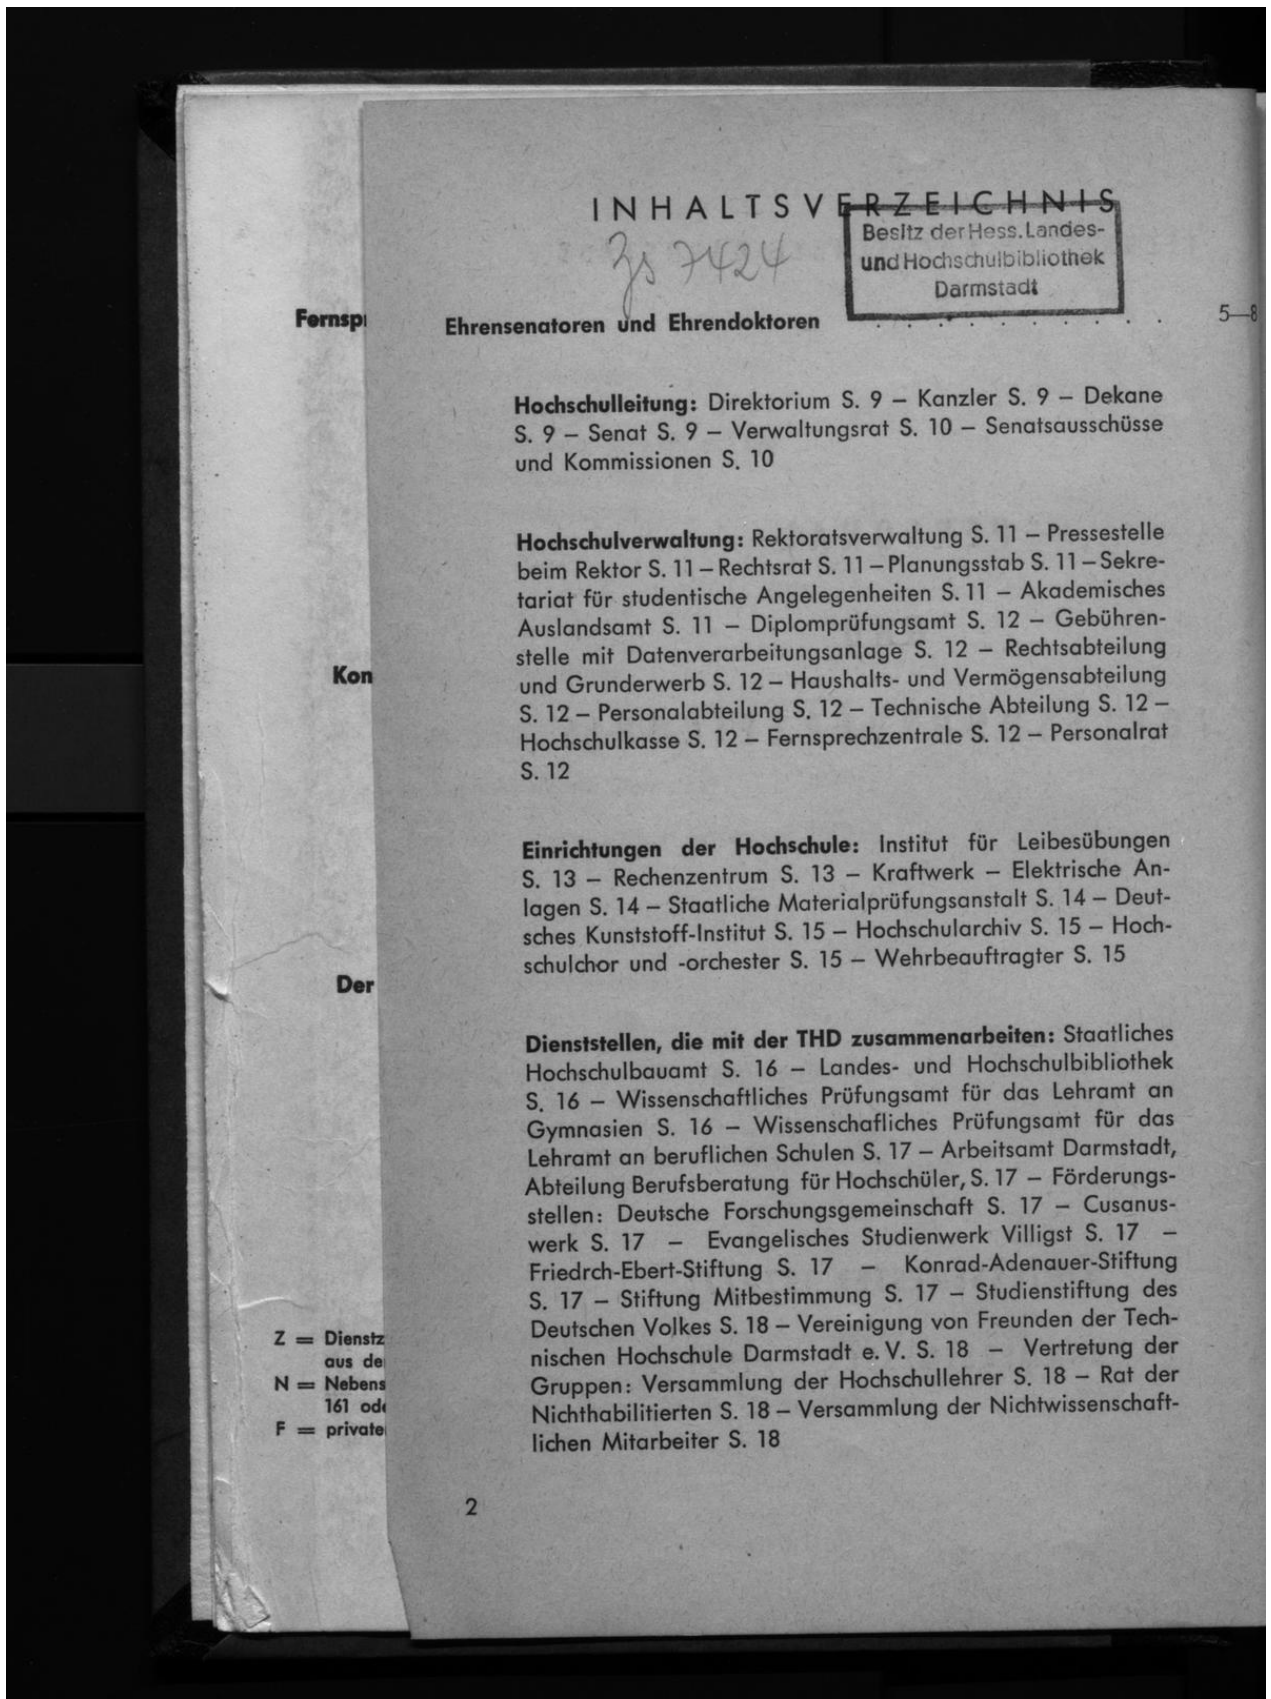 INHALTSVERZEICHNIS
Zs 7424
Besitz der Hess. Landes-
und Hochschulbibliothek
Darmstadt
Ehrensenatoren und Ehrendoktoren . . . . . . . . . . 5—8
Hochschulleitung: Direktorium S. 9 – Kanzler S. 9 – Dekane
S. 9 – Senat S. 9 – Verwaltungsrat S. 10 – Senatsausschüsse
und Kommissionen S. 10
Hochschulverwaltung: Rektoratsverwaltung S. 11 – Pressestelle
beim Rektor S. 11 – Rechtsrat S. 11 – Planungsstab S. 11 – Sekre-
tariat für studentische Angelegenheiten S. 11 – Akademisches
Auslandsamt S. 11 – Diplomprüfungsamt S. 12 – Gebühren-
stelle mit Datenverarbeitungsanlage S. 12 – Rechtsabteilung
und Grunderwerb S. 12 – Haushalts- und Vermögensabteilung
S. 12 – Personalabteilung S. 12 – Technische Abteilung S. 12 –
Hochschulkasse S. 12 – Fernsprechzentrale S. 12 – Personalrat
S. 12
Einrichtungen der Hochschule: Institut für Leibesübungen
S. 13 – Rechenzentrum S. 13 – Kraftwerk – Elektrische An-
lagen S. 14 – Staatliche Materialprüfungsanstalt S. 14 – Deut-
sches Kunststoff-Institut S. 15 – Hochschularchiv S. 15 – Hoch-
schulchor und -orchester S. 15 – Wehrbeauftragter S. 15
Dienststellen, die mit der THD zusammenarbeiten: Staatliches
Hochschulbauamt S. 16 – Landes- und Hochschulbibliothek
S. 16 – Wissenschaftliches Prüfungsamt für das Lehramt an
Gymnasien S. 16 – Wissenschafliches Prüfungsamt für das
Lehramt an beruflichen Schulen S. 17 – Arbeitsamt Darmstadt,
Abteilung Berufsberatung für Hochschüler, S. 17 – Förderungs-
stellen: Deutsche Forschungsgemeinschaft S. 17 – Cusanus-
werk S. 17 – Evangelisches Studienwerk Villigst S. 17 –
Friedrch-Ebert-Stiftung S. 17 – Konrad-Adenauer-Stiftung
S. 17 – Stiftung Mitbestimmung S. 17 – Studienstiftung des
Deutschen Volkes S. 18 – Vereinigung von Freunden der Tech-
nischen Hochschule Darmstadt e. V. S. 18 – Vertretung der
Gruppen: Versammlung der Hochschullehrer S. 18 – Rat der
Nichthabilitierten S. 18 – Versammlung der Nichtwissenschaft-
lichen Mitarbeiter S. 18
2
Kon
Der
Z = Dienstz
aus de
N = Nebens
161 od
F = private